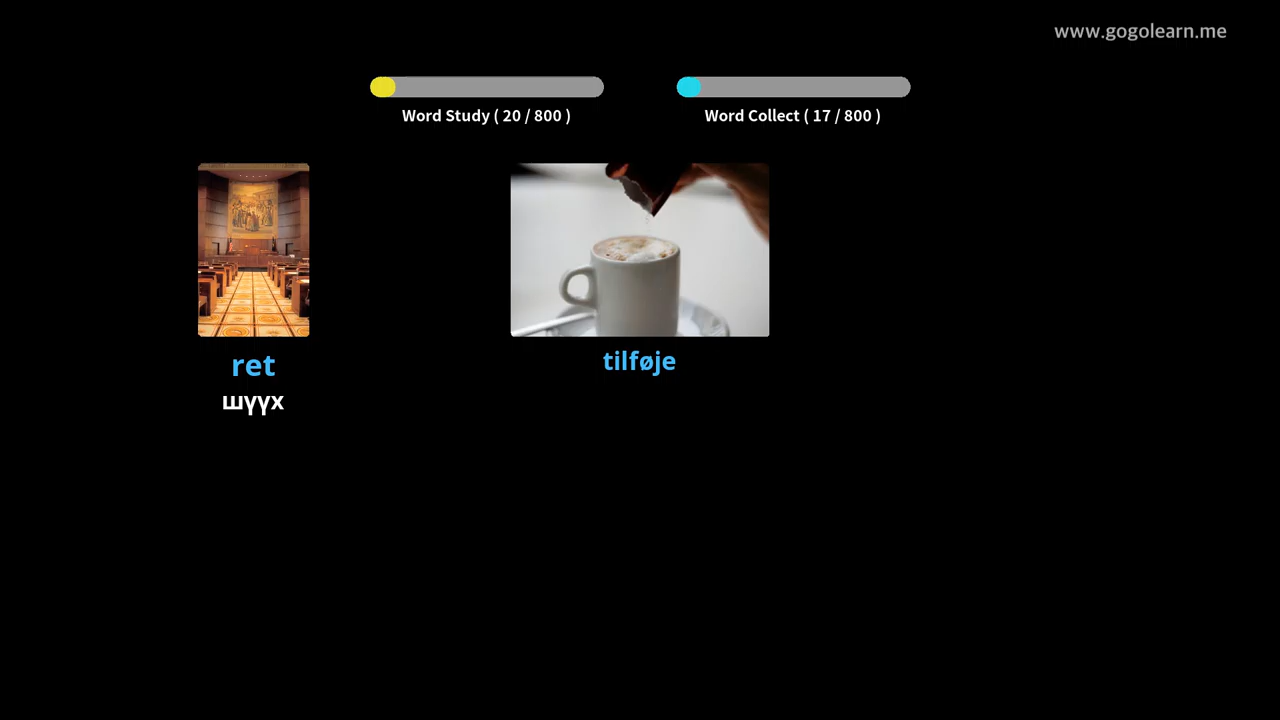 www.gogolearn.me
Word Study ( 20 / 800 )
Word Collect ( 17 / 800 )
ret
шүүх
tilføje